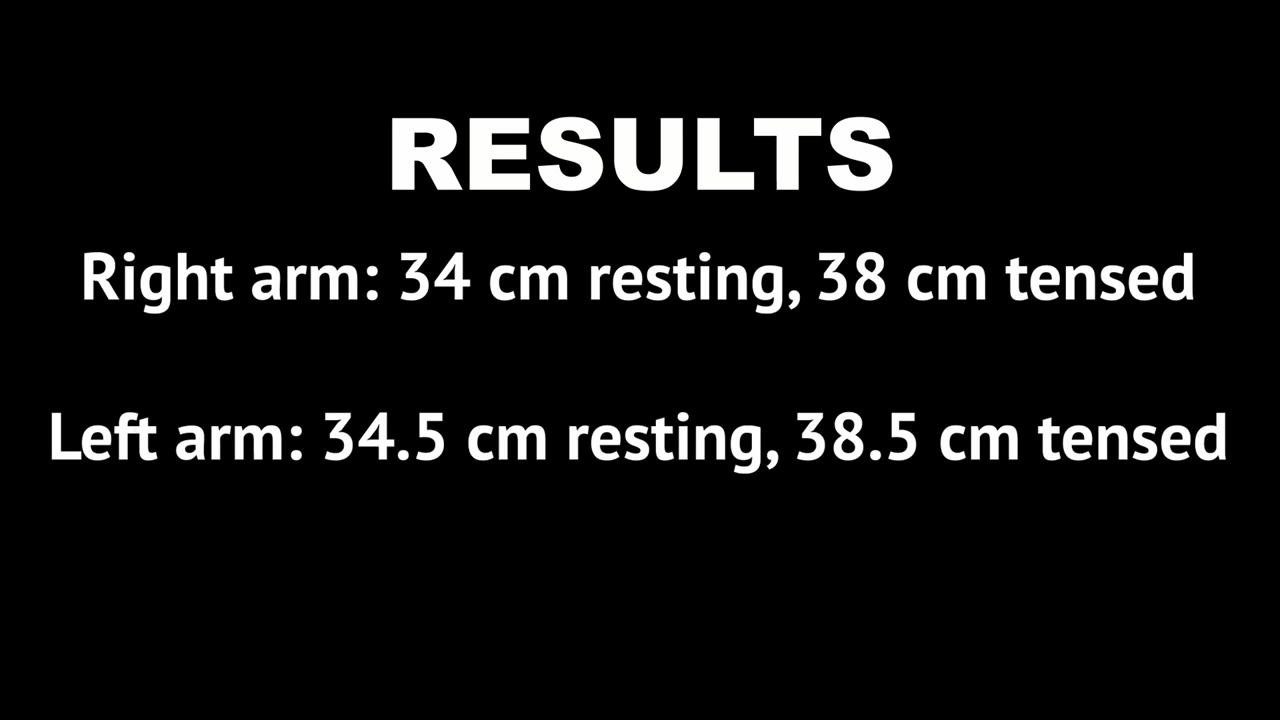 RESULTS
Right arm: 34 cm resting, 38 cm tensed
Left arm: 34.5 cm resting, 38.5 cm tensed